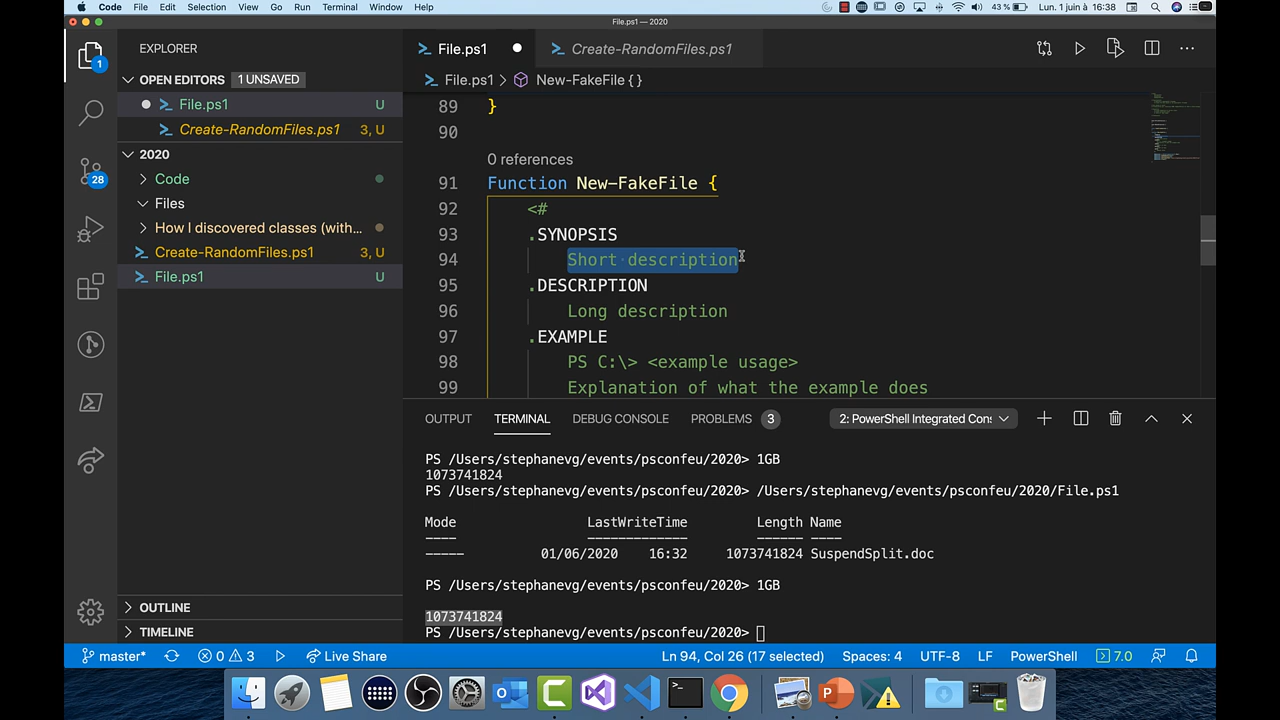 Code File Edit Selection View Go Run Terminal Window Help 43 % Lun. 1 juin à 16:38
File.ps1 — 2020
EXPLORER
File.ps1
Create-RandomFiles.ps1
OPEN EDITORS 1 UNSAVED
File.ps1 U
Create-RandomFiles.ps1 3, U
2020
Code
Files
How I discovered classes (with...
Create-RandomFiles.ps1 3, U
File.ps1 U
OUTLINE
TIMELINE
1
28
File.ps1 > New-FakeFile { }
89 }
90
0 references
91 Function New-FakeFile {
92 <#
93 .SYNOPSIS
94 Short description
95 .DESCRIPTION
96 Long description
97 .EXAMPLE
98 PS C:\> <example usage>
99 Explanation of what the example does
OUTPUT TERMINAL DEBUG CONSOLE PROBLEMS 3 2: PowerShell Integrated Cons
PS /Users/stephanevg/events/psconfeu/2020> 1GB
1073741824
PS /Users/stephanevg/events/psconfeu/2020> /Users/stephanevg/events/psconfeu/2020/File.ps1
Mode LastWriteTime Length Name
---- ------------- ------ ----
----- 01/06/2020 16:32 1073741824 SuspendSplit.doc
PS /Users/stephanevg/events/psconfeu/2020> 1GB
1073741824
PS /Users/stephanevg/events/psconfeu/2020>
master* 0 3 Live Share Ln 94, Col 26 (17 selected) Spaces: 4 UTF-8 LF PowerShell 7.0